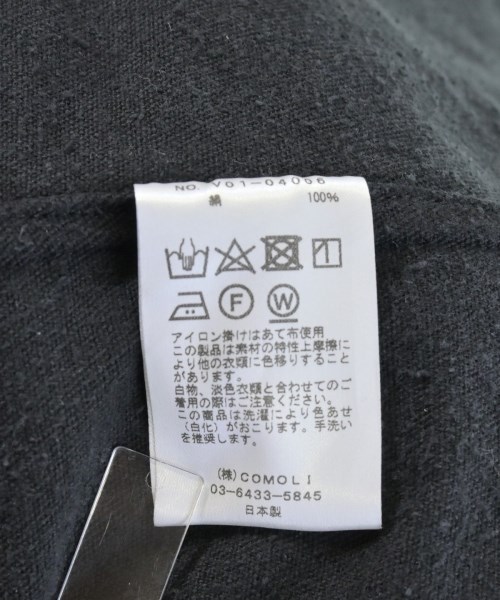 NO. V01-04006
絹 100%
F W
アイロン掛けはあて布使用
この製品は素材の特性上摩擦に
より他の衣類に色移りすること
があります。
白物、淡色衣類と合わせてのご
着用の際はご注意ください。
この商品は洗濯により色あせ
(白化)がおこります。手洗い
を推奨します。
(株)COMOLI
03-6433-5845
日本製